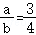 a/b = 3/4